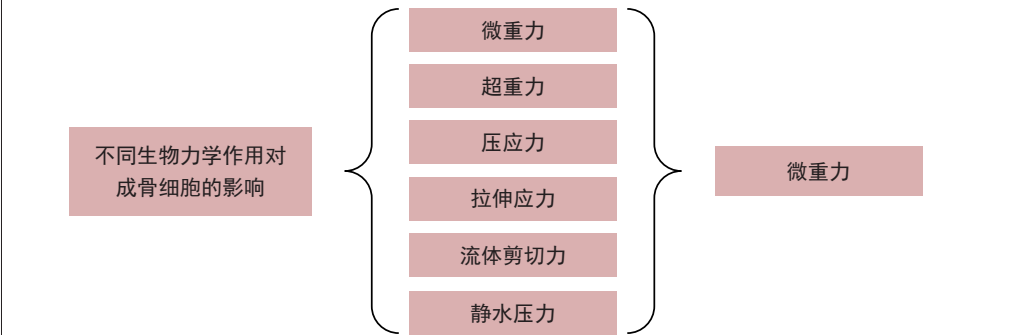 不同生物力学作用对
成骨细胞的影响
微重力
超重力
压应力
拉伸应力
流体剪切力
静水压力
微重力